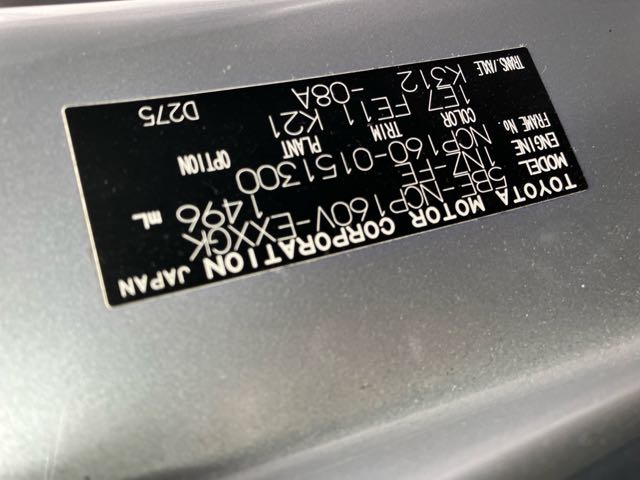 TOYOTA MOTOR CORPORATION JAPAN
MODEL 5BE-NCP160V-EXXGK
ENGINE 1NZ-FE 1496 mL
FRAME No. NCP160-0151300
COLOR TRIM PLANT OPTION
1E7 FE11 K21
TRANS./AXLE K312 -08A D275